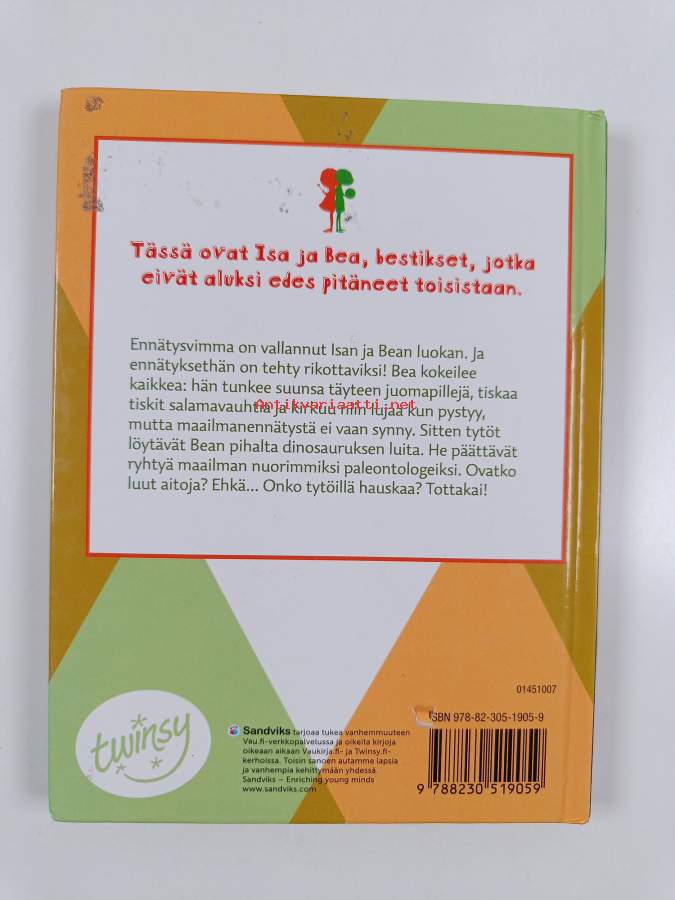 Tässä ovat Isa ja Bea, bestikset, jotka
eivät aluksi edes pitäneet toisistaan.
Ennätysvimma on vallannut Isan ja Bean luokan. Ja
ennätyksethän on tehty rikottaviksi! Bea kokeilee
kaikkea: hän tunkee suunsa täyteen juomapillejä, tiskaa
tiskit salamavauhtia ja kirkuu niin lujaa kun pystyy,
Antikvariaatti.net
mutta maailmanennätystä ei vaan synny. Sitten tytöt
löytävät Bean pihalta dinosauruksen luita. He päättävät
ryhtyä maailman nuorimmiksi paleontologeiksi. Ovatko
luut aitoja? Ehkä... Onko tytöillä hauskaa? Tottakai!
01451007
ISBN 978-82-305-1905-9
9 788230 519059
twinsy
Sandviks tarjoaa tukea vanhemmuuteen
Vau.fi-verkkopalvelussa ja oikeita kirjoja
oikeaan aikaan Vaukirja.fi- ja Twinsy.fi-
kerhoissa. Toisin sanoen autamme lapsia
ja vanhempia kehittymään yhdessä.
Sandviks – Enriching young minds
www.sandviks.com